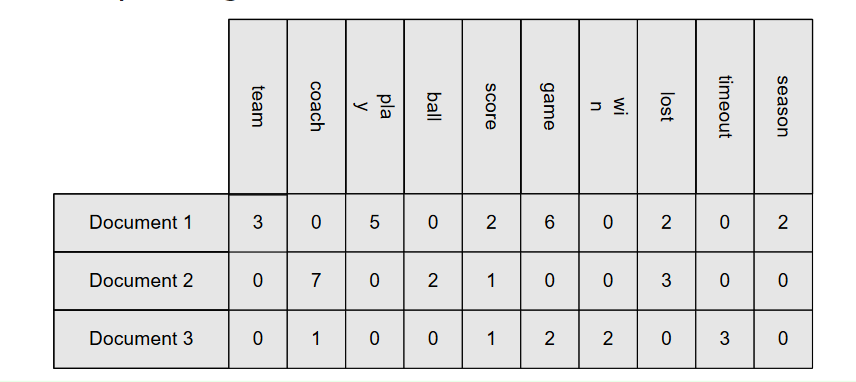 team coach pla
y ball score game wi
n lost timeout season
Document 1 3 0 5 0 2 6 0 2 0 2
Document 2 0 7 0 2 1 0 0 3 0 0
Document 3 0 1 0 0 1 2 2 0 3 0